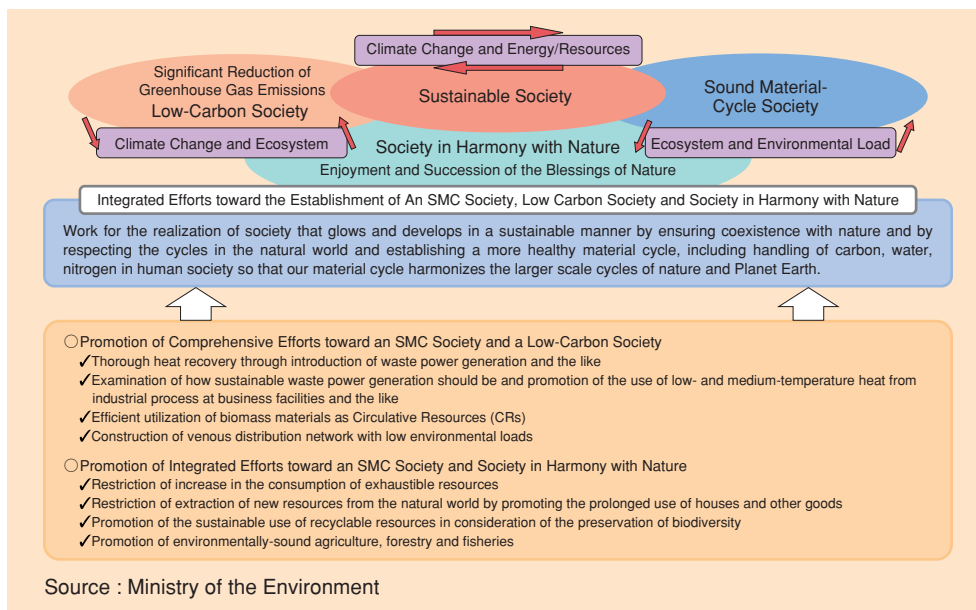 Climate Change and Energy/Resources
Significant Reduction of
Greenhouse Gas Emissions
Low-Carbon Society
Sustainable Society
Sound Material-
Cycle Society
Climate Change and Ecosystem
Society in Harmony with Nature
Ecosystem and Environmental Load
Enjoyment and Succession of the Blessings of Nature
Integrated Efforts toward the Establishment of An SMC Society, Low Carbon Society and Society in Harmony with Nature
Work for the realization of society that glows and develops in a sustainable manner by ensuring coexistence with nature and by
respecting the cycles in the natural world and establishing a more healthy material cycle, including handling of carbon, water,
nitrogen in human society so that our material cycle harmonizes the larger scale cycles of nature and Planet Earth.
○Promotion of Comprehensive Efforts toward an SMC Society and a Low-Carbon Society
✓Thorough heat recovery through introduction of waste power generation and the like
✓Examination of how sustainable waste power generation should be and promotion of the use of low- and medium-temperature heat from
industrial process at business facilities and the like
✓Efficient utilization of biomass materials as Circulative Resources (CRs)
✓Construction of venous distribution network with low environmental loads
○Promotion of Integrated Efforts toward an SMC Society and Society in Harmony with Nature
✓Restriction of increase in the consumption of exhaustible resources
✓Restriction of extraction of new resources from the natural world by promoting the prolonged use of houses and other goods
✓Promotion of the sustainable use of recyclable resources in consideration of the preservation of biodiversity
✓Promotion of environmentally-sound agriculture, forestry and fisheries
Source : Ministry of the Environment